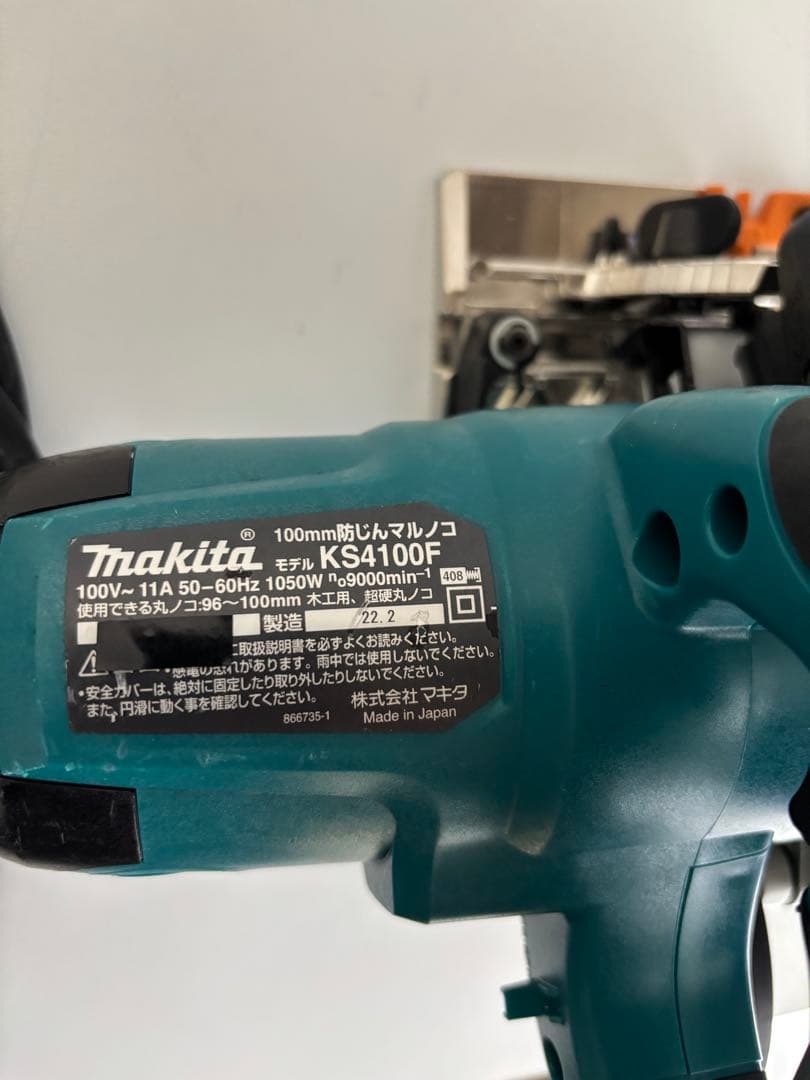 makita® 100mm防じんマルノコ
モデル KS4100F
100V~ 11A 50-60Hz 1050W n₀9000min⁻¹ 408
使用できる丸ノコ:96~100mm 木工用、超硬丸ノコ
製造 22.2
に取扱説明書を必ずよくお読みください。
・感電の恐れがあります。雨中では使用しないでください。
・安全カバーは、絶対に固定したり取り外したりしないでください。
また、円滑に動く事を確認してください。
株式会社 マキタ
866735-1 Made in Japan